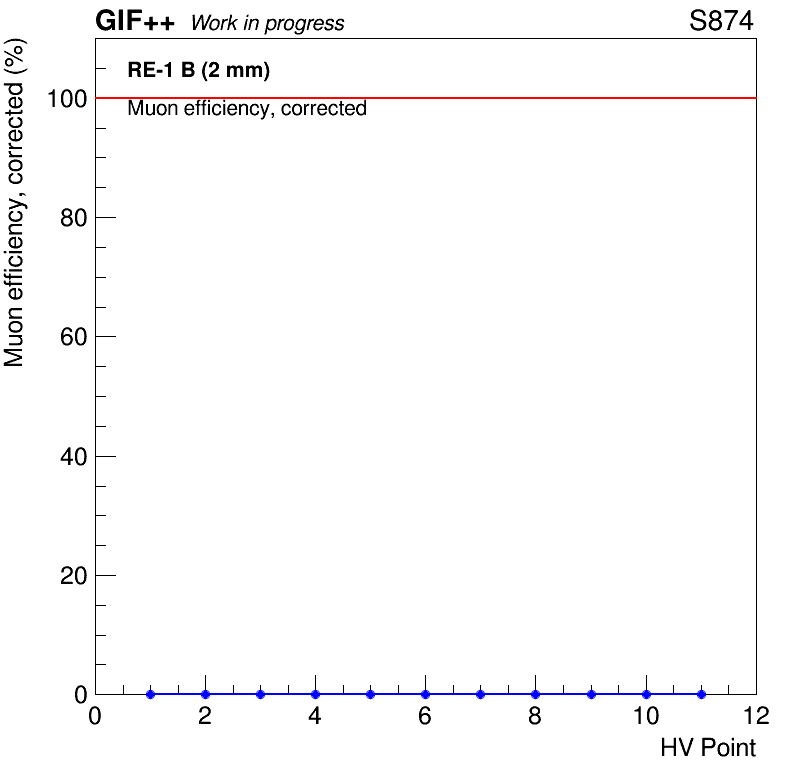 GIF++ Work in progress S874
RE-1 B (2 mm)
Muon efficiency, corrected
Muon efficiency, corrected (%)
100
80
60
40
20
0
0 2 4 6 8 10 12
HV Point